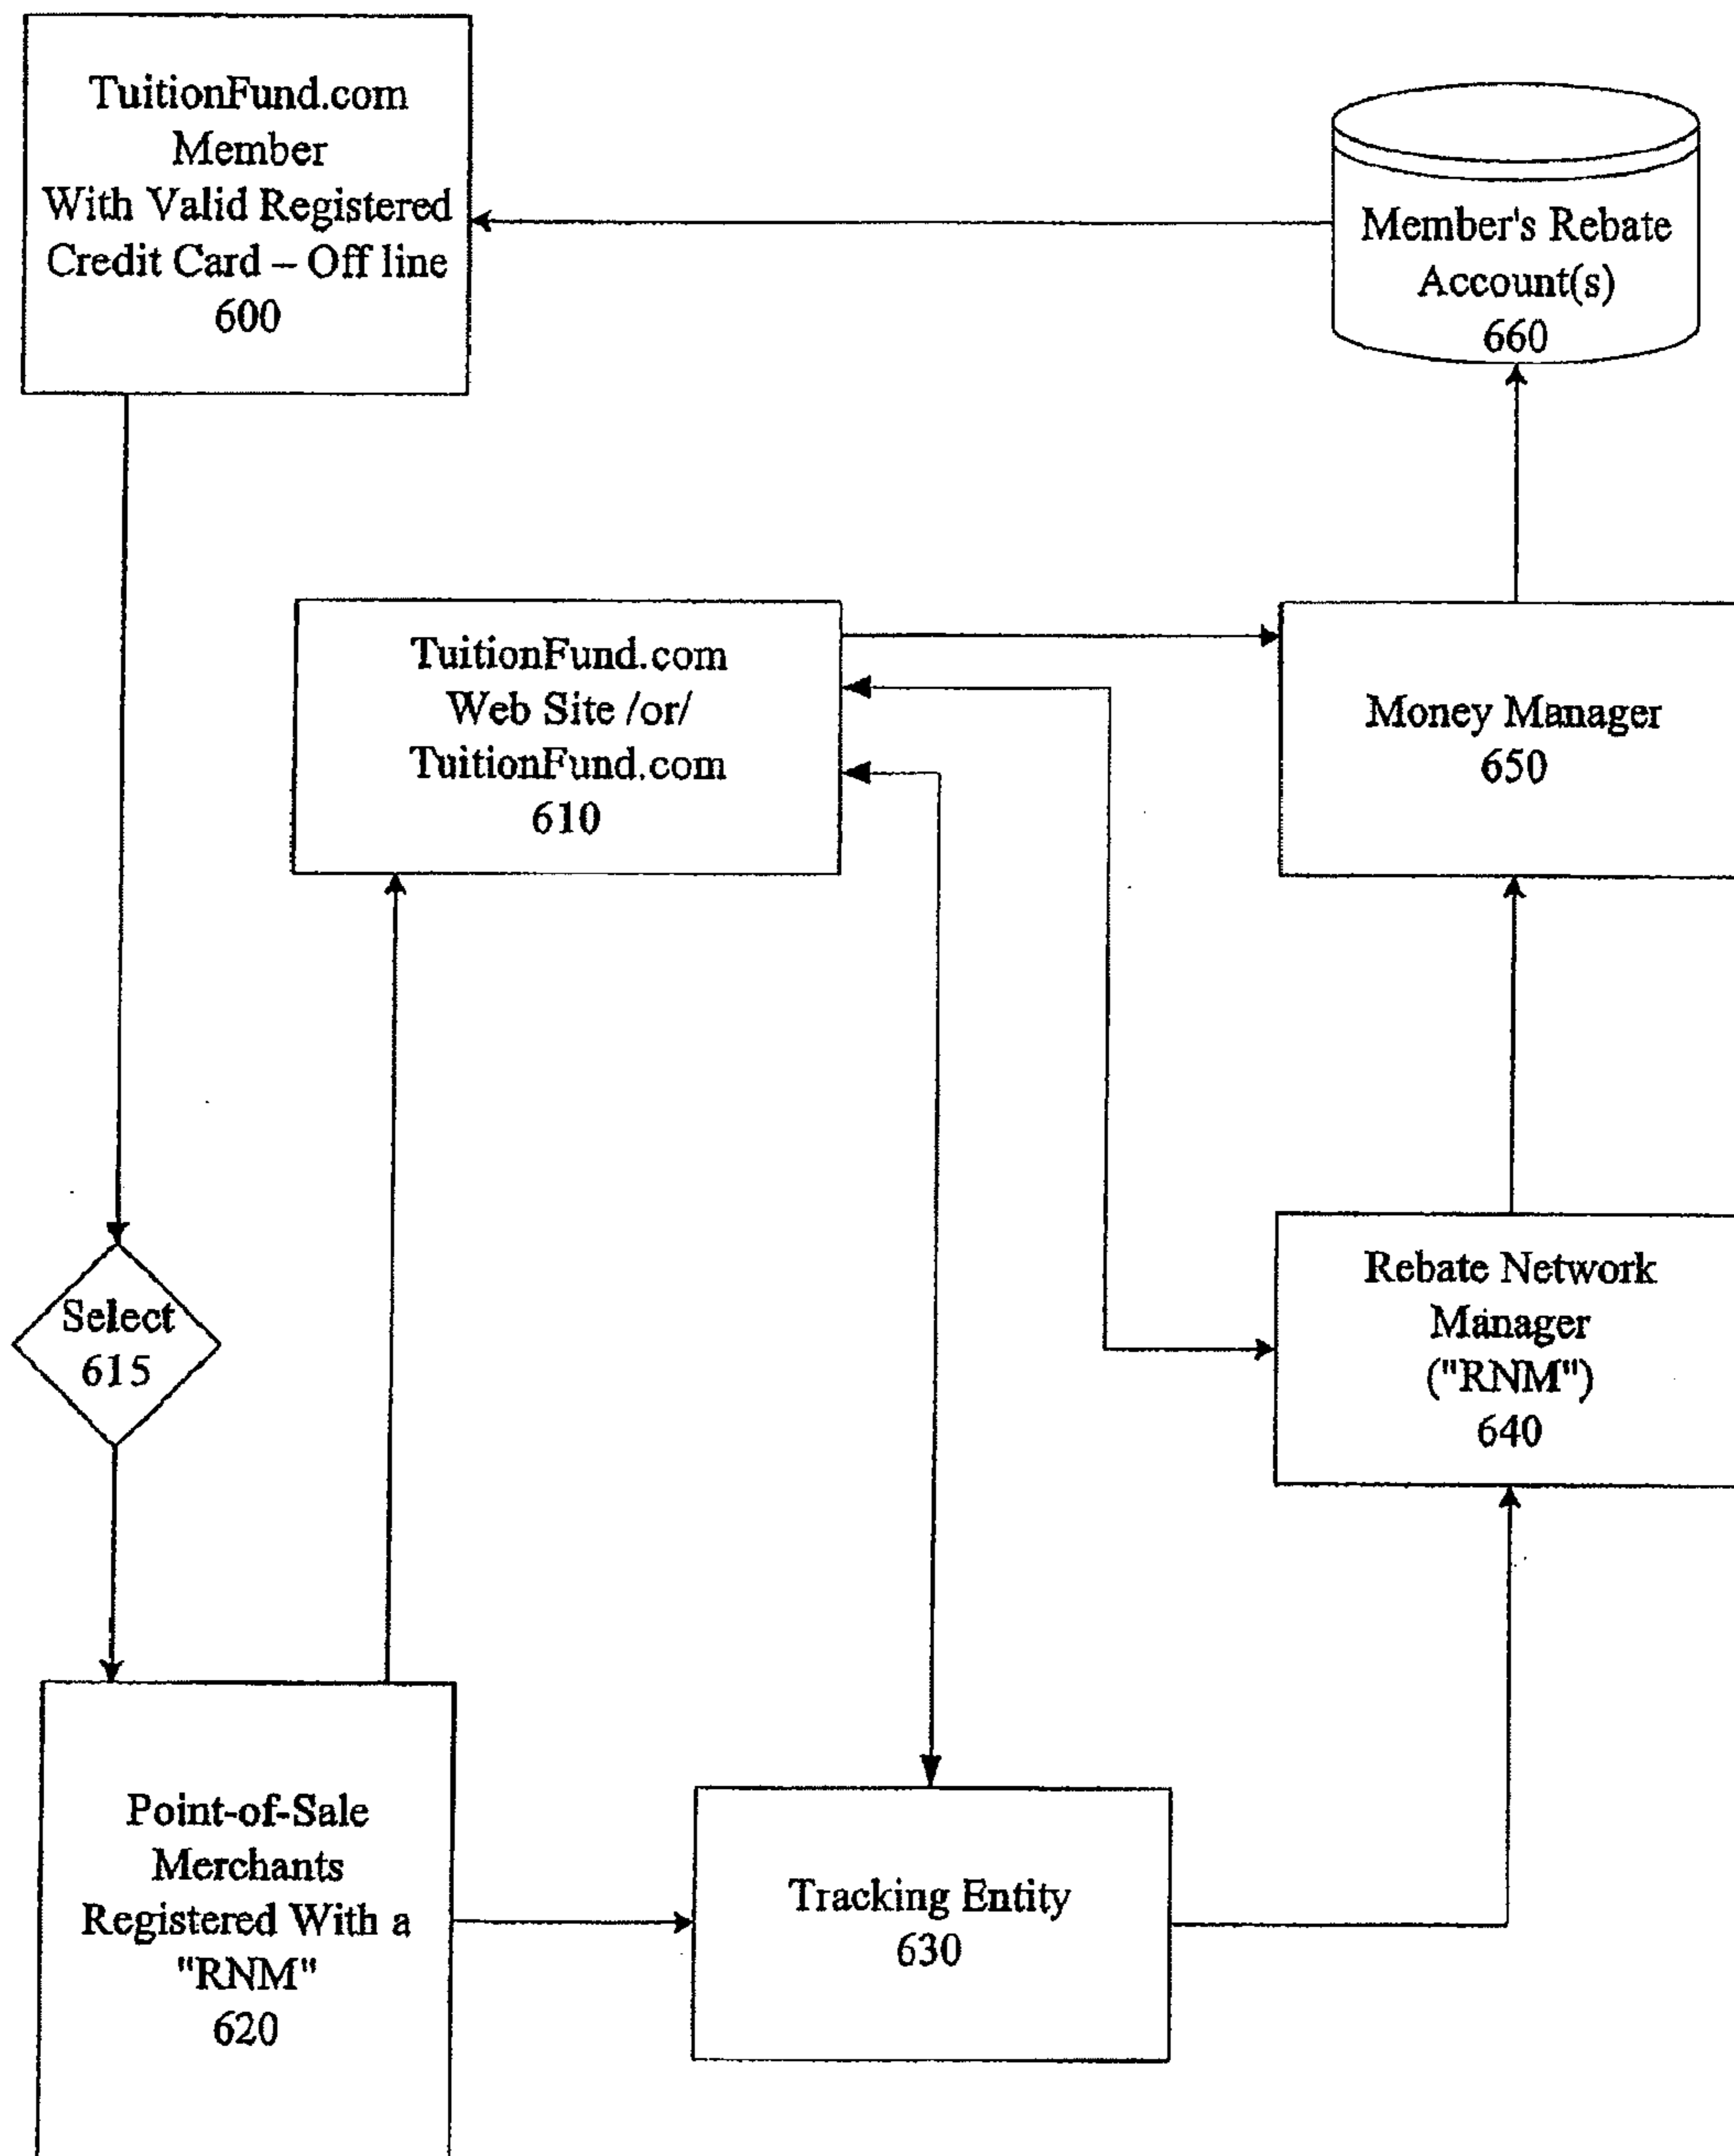 TuitionFund.com
Member
With Valid Registered
Credit Card – Off line
600
Member's Rebate
Account(s)
660
TuitionFund.com
Web Site /or/
TuitionFund.com
610
Money Manager
650
Select
615
Rebate Network
Manager
("RNM")
640
Point-of-Sale
Merchants
Registered With a
"RNM"
620
Tracking Entity
630